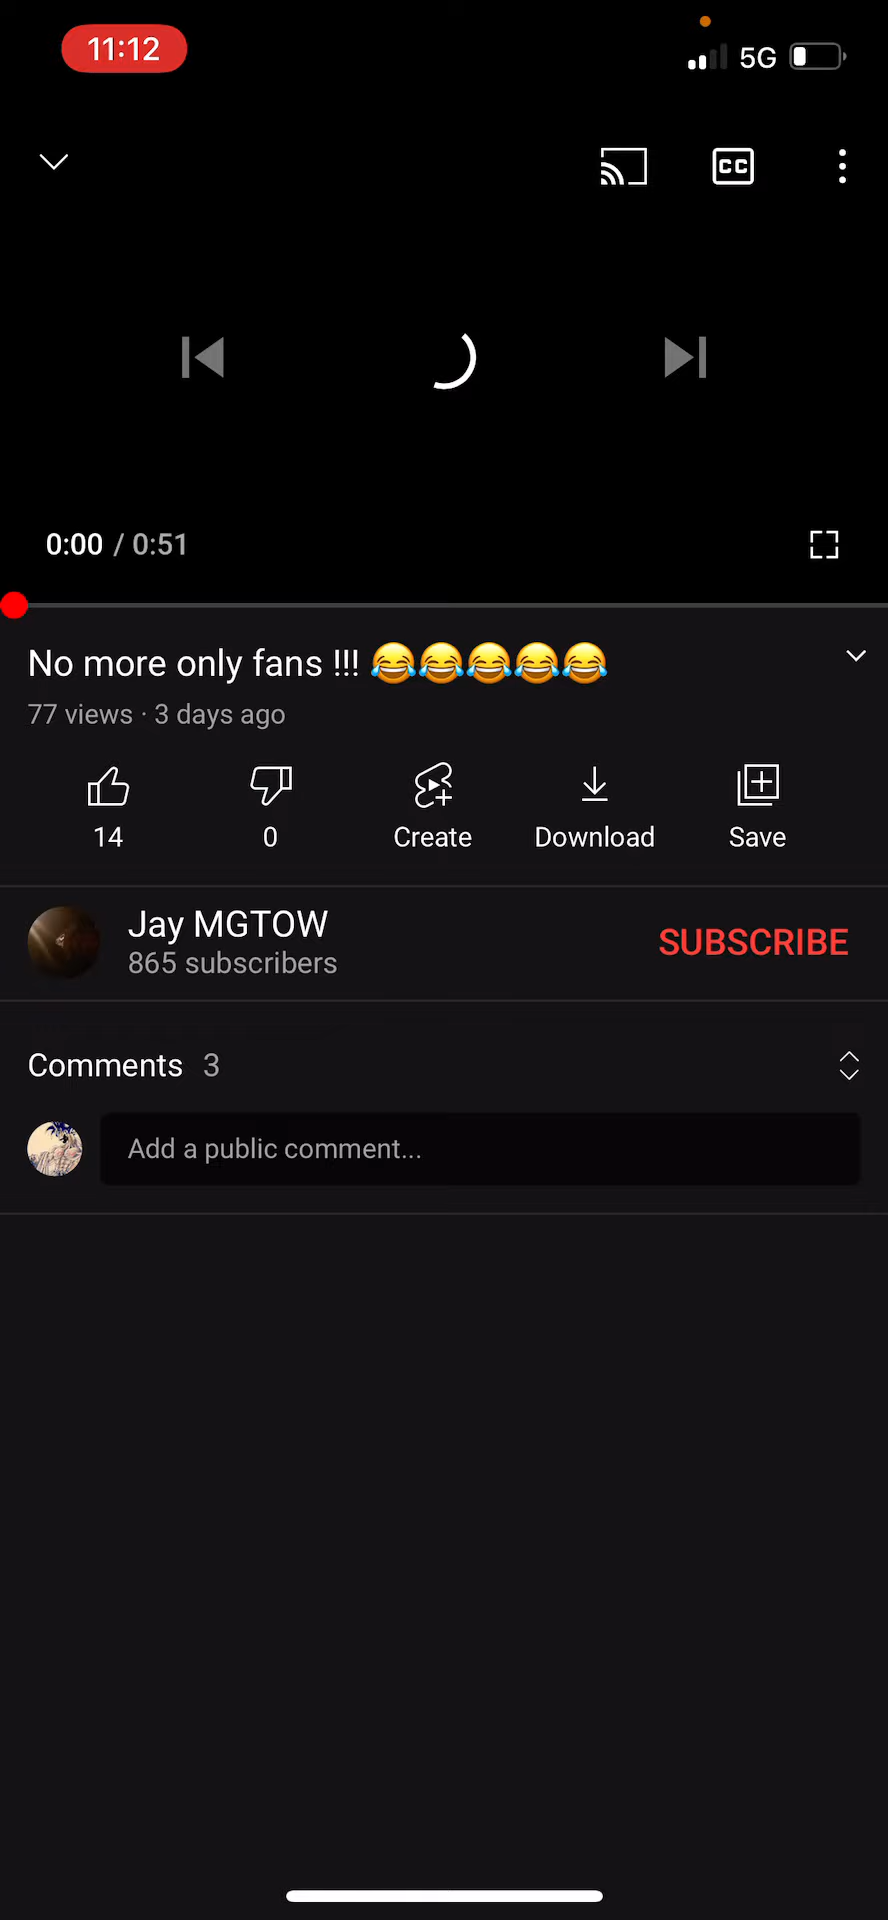 11:12
5G
CC
0:00 / 0:51
No more only fans !!! 😂😂😂😂😂
77 views · 3 days ago
14 0 Create Download Save
Jay MGTOW
865 subscribers
SUBSCRIBE
Comments 3
Add a public comment...